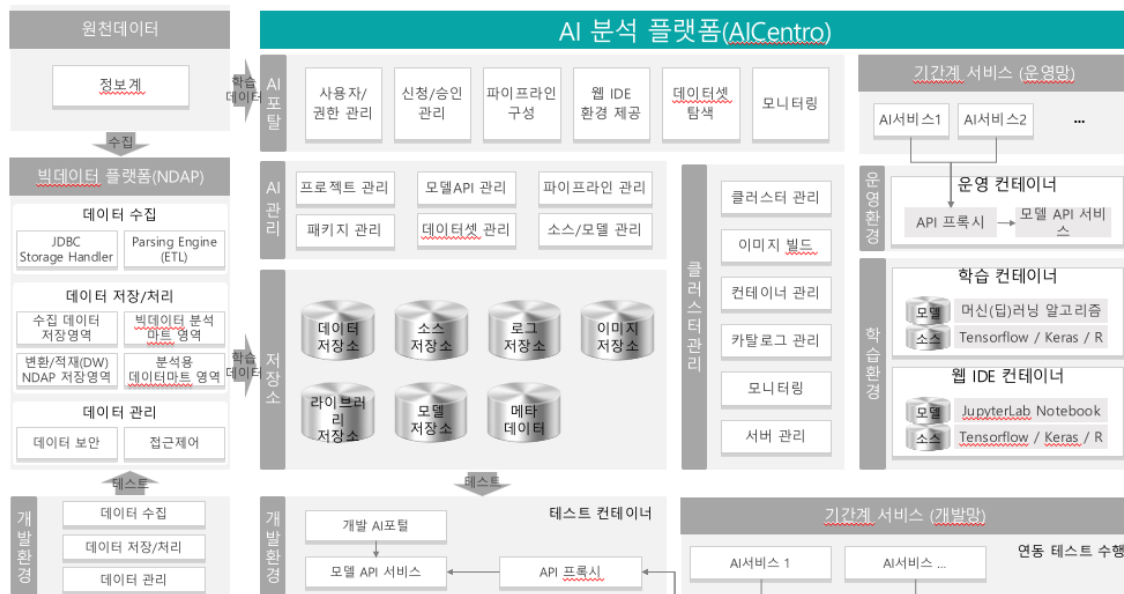 원천데이터
정보계
학습
데이터
수집
빅데이터 플랫폼(NDAP)
데이터 수집
JDBC
Storage Handler
Parsing Engine
(ETL)
데이터 저장/처리
수집 데이터
저장영역
빅데이터 분석
마트 영역
변환/적재(DW)
NDAP 저장영역
분석용
데이터마트 영역
학습
데이터
데이터 관리
데이터 보안
접근제어
테스트
개발환경
데이터 수집
데이터 저장/처리
데이터 관리
AI 분석 플랫폼(AICentro)
AI 포탈
사용자/
권한 관리
신청/승인
관리
파이프라인
구성
웹 IDE
환경 제공
데이터셋
탐색
모니터링
AI 관리
프로젝트 관리
모델API 관리
파이프라인 관리
패키지 관리
데이터셋 관리
소스/모델 관리
저장소
데이터
저장소
소스
저장소
로그
저장소
이미지
저장소
라이브러
리
저장소
모델
저장소
메타
데이터
클러스터관리
클러스터 관리
이미지 빌드
컨테이너 관리
카탈로그 관리
모니터링
서버 관리
기간계 서비스 (운영망)
AI서비스1
AI서비스2
...
운영환경
운영 컨테이너
API 프록시
모델 API 서비
스
학습환경
학습 컨테이너
모델
머신(딥)러닝 알고리즘
소스
Tensorflow / Keras / R
웹 IDE 컨테이너
모델
JupyterLab Notebook
소스
Tensorflow / Keras / R
테스트
개발환경
테스트 컨테이너
개발 AI포털
모델 API 서비스
API 프록시
기간계 서비스 (개발망)
연동 테스트 수행
AI서비스 1
AI서비스 ...